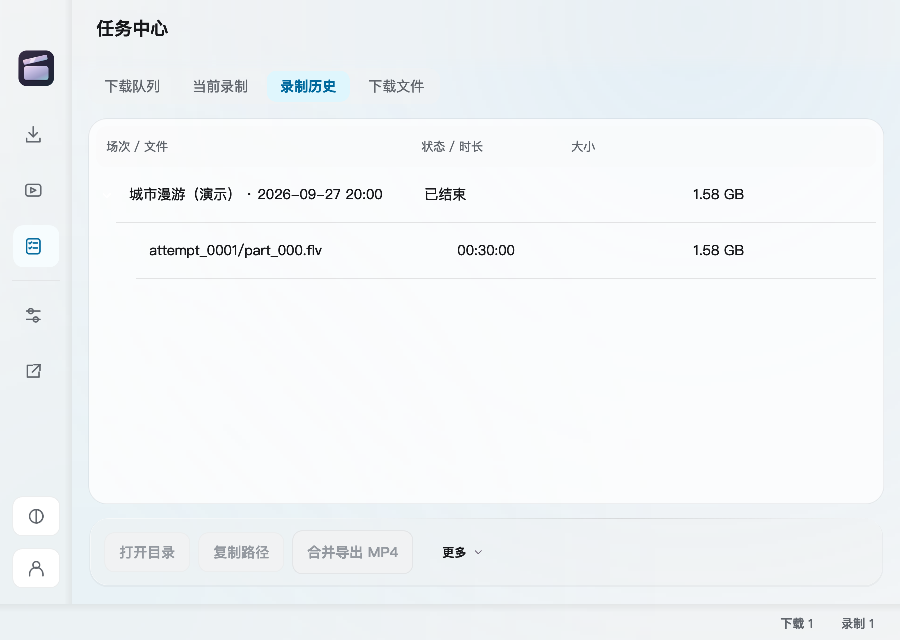 任务中心
下载队列 当前录制 录制历史 下载文件
场次 / 文件 状态 / 时长 大小
城市漫游（演示） · 2026-09-27 20:00 已结束 1.58 GB
attempt_0001/part_000.flv 00:30:00 1.58 GB
打开目录 复制路径 合并导出 MP4 更多
下载 1 录制 1